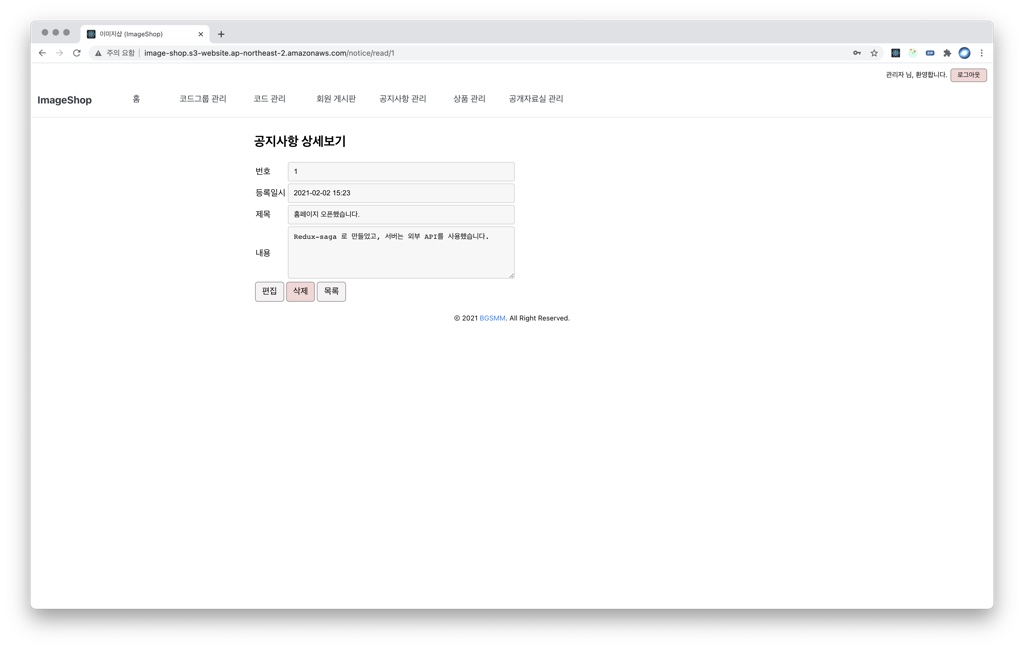 이미지샵 (ImageShop)
주의 요함 image-shop.s3-website.ap-northeast-2.amazonaws.com/notice/read/1
관리자 님, 환영합니다. 로그아웃
ImageShop 홈 코드그룹 관리 코드 관리 회원 게시판 공지사항 관리 상품 관리 공개자료실 관리
공지사항 상세보기
번호 1
등록일시 2021-02-02 15:23
제목 홈페이지 오픈했습니다.
내용 Redux-saga 로 만들었고, 서버는 외부 API를 사용했습니다.
편집 삭제 목록
© 2021 BGSMM. All Right Reserved.